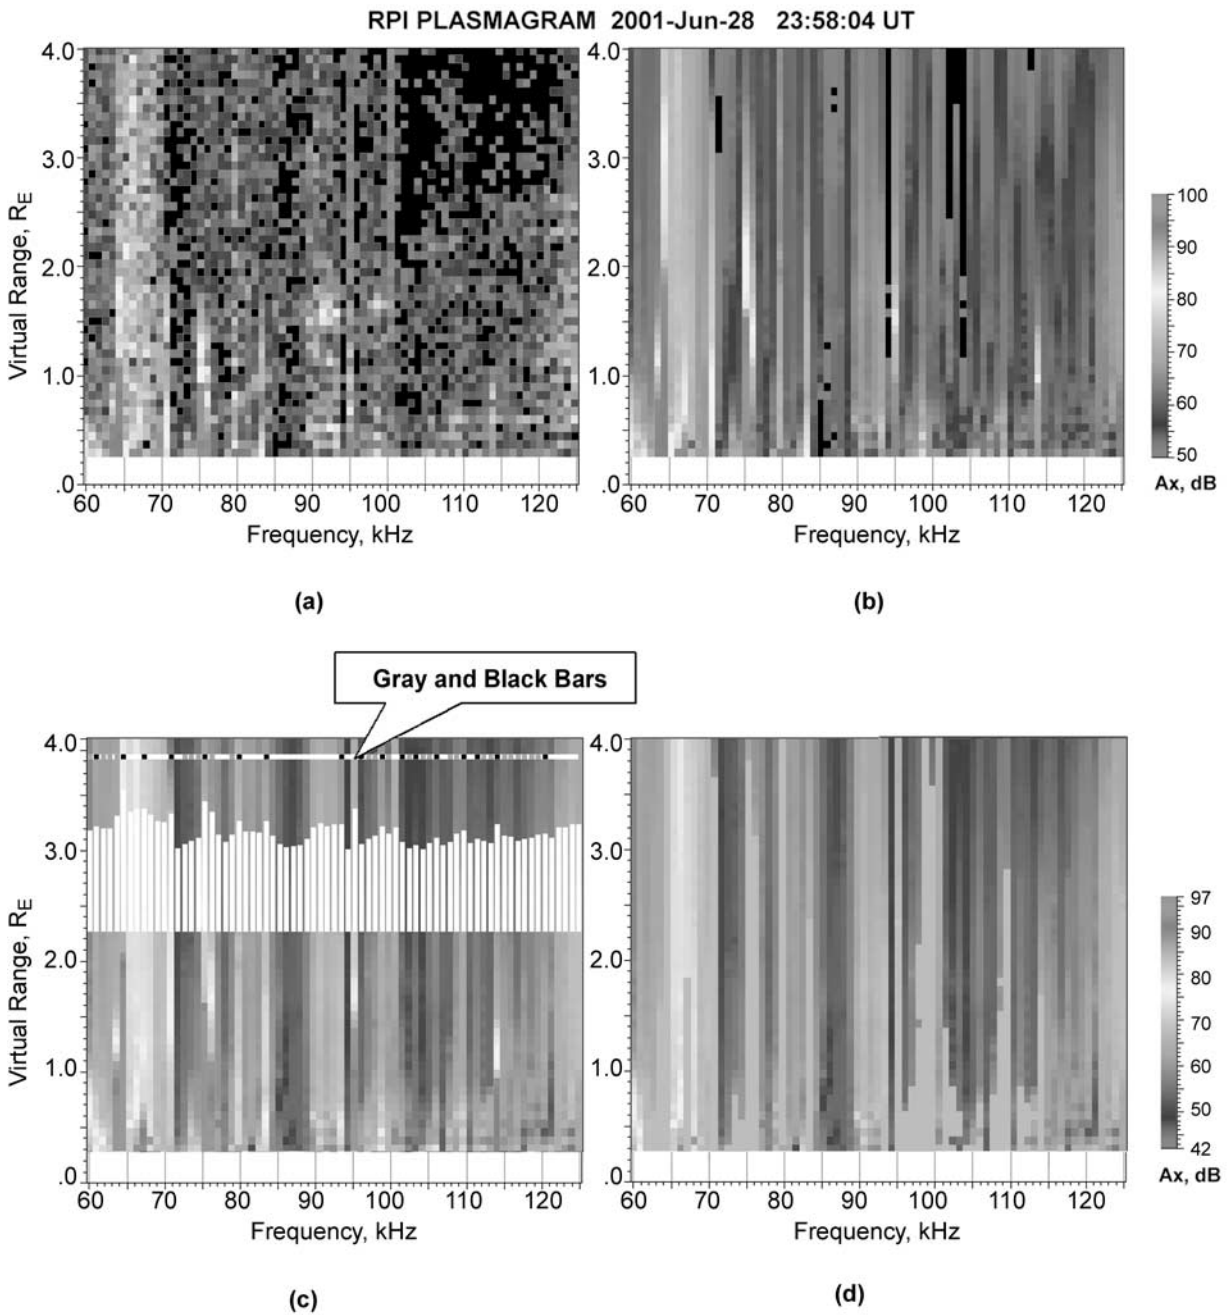 RPI PLASMAGRAM 2001-Jun-28 23:58:04 UT
4.0
3.0
2.0
1.0
.0
Virtual Range, RE
60 70 80 90 100 110 120
Frequency, kHz
(a)
4.0
3.0
2.0
1.0
.0
60 70 80 90 100 110 120
Frequency, kHz
(b)
100
90
80
70
60
50
Ax, dB
Gray and Black Bars
4.0
3.0
2.0
1.0
.0
Virtual Range, RE
60 70 80 90 100 110 120
Frequency, kHz
(c)
4.0
3.0
2.0
1.0
.0
60 70 80 90 100 110 120
Frequency, kHz
(d)
97
90
80
70
60
50
42
Ax, dB